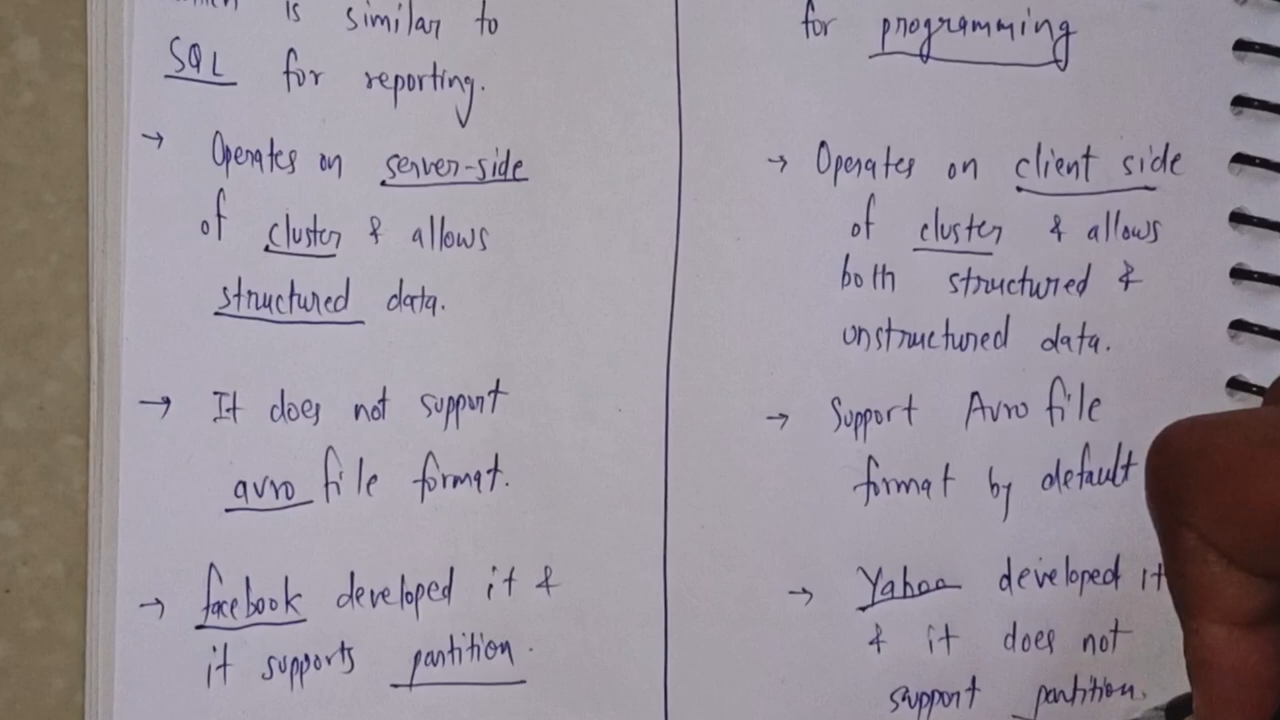 is similar to
SQL for reporting.
→ Operates on server-side
of cluster & allows
structured data.
→ It does not support
avro file format.
→ facebook developed it &
it supports partition.
for programming
→ Operates on client side
of cluster & allows
both structured &
unstructured data.
→ Support Avro file
format by default
→ Yahoo developed it
& it does not
support partition.